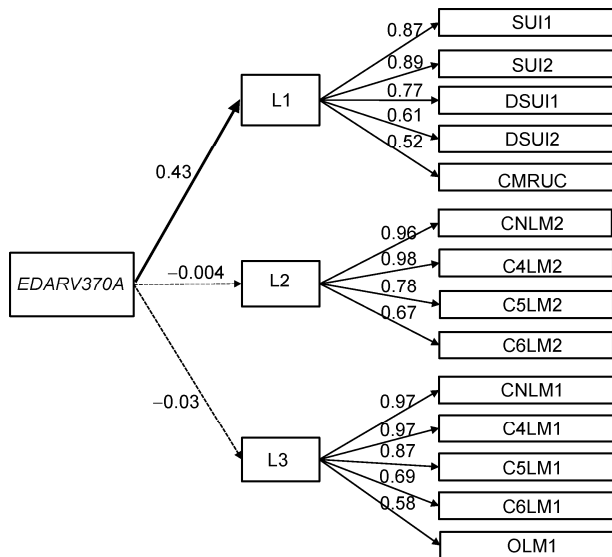 SUI1
0.87
SUI2
0.89
L1
0.77
DSUI1
0.61
DSUI2
0.52
CMRUC
0.43
CNLM2
0.96
EDARV370A
−0.004
L2
0.98
C4LM2
0.78
C5LM2
0.67
C6LM2
−0.03
CNLM1
0.97
C4LM1
0.97
L3
0.87
C5LM1
0.69
C6LM1
0.58
OLM1